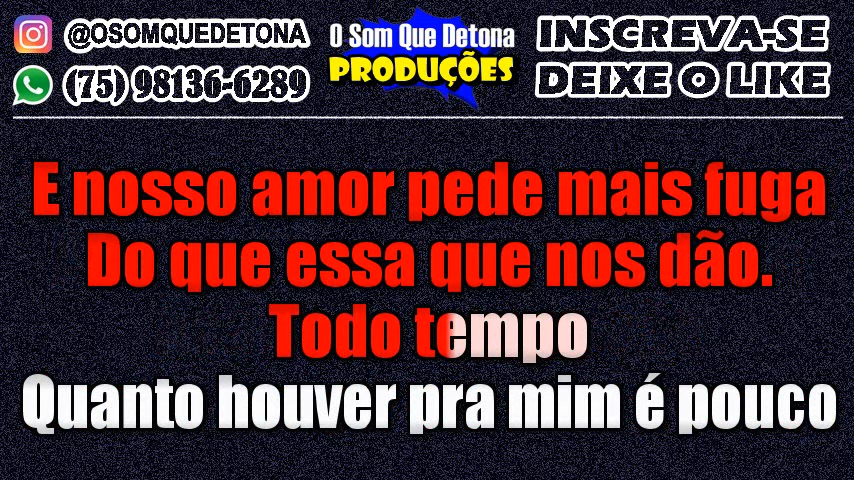 @OSOMQUEDETONA
(75) 98136-6289
O Som Que Detona
PRODUÇÕES
INSCREVA-SE
DEIXE O LIKE
E nosso amor pede mais fuga
Do que essa que nos dão.
Todo tempo
Quanto houver pra mim é pouco